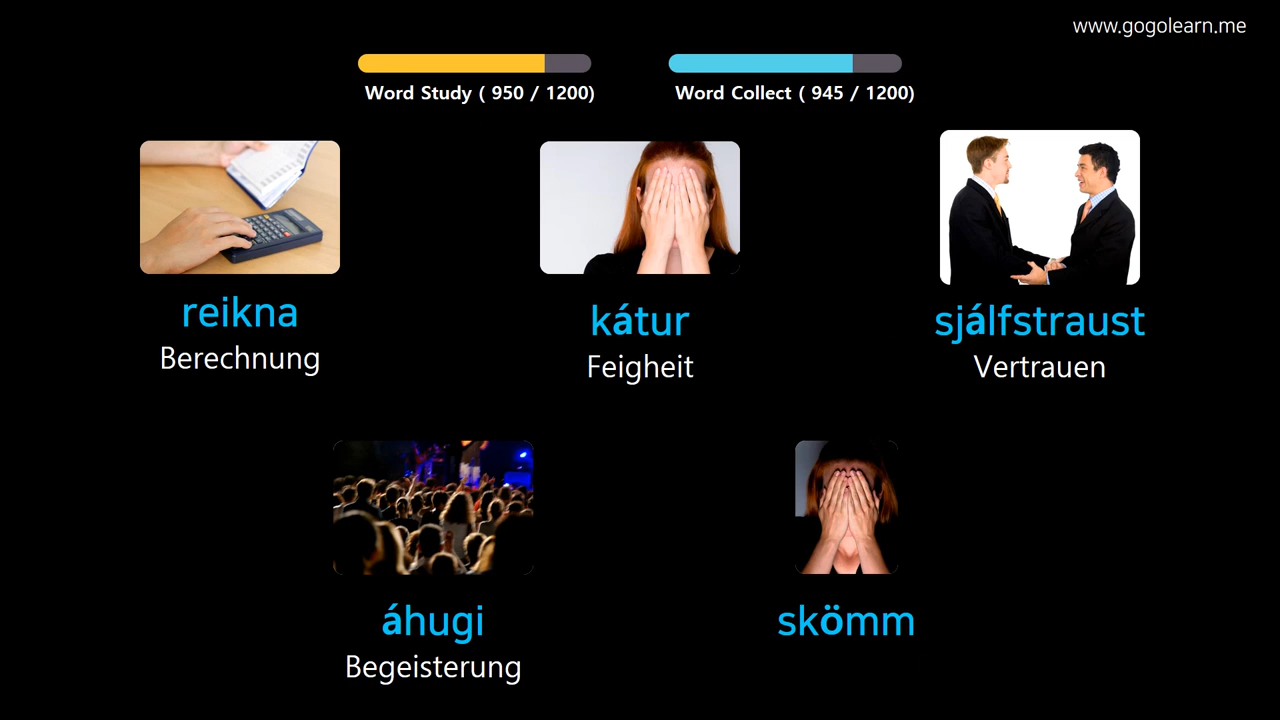 www.gogolearn.me
Word Study ( 950 / 1200)
Word Collect ( 945 / 1200)
reikna
Berechnung
kátur
Feigheit
sjálfstraust
Vertrauen
áhugi
Begeisterung
skömm